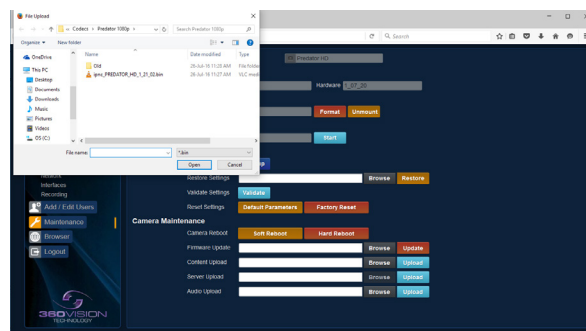 File Upload
« Codecs › Predator 1080p
Search Predator 1080p
Organize
New folder
OneDrive
This PC
Desktop
Documents
Downloads
Music
Pictures
Videos
OS (C:)
Name
Date modified
Type
Old
26-Jul-16 11:28 AM
File folder
ipnc_PREDATOR_HD_1_21_02.bin
26-Jul-16 11:07 AM
VLC medi
File name:
*.bin
Open
Cancel
Search
Predator HD
Hardware
1_07_20
Format
Unmount
Start
Restore Settings
Browse
Restore
Validate Settings
Validate
Reset Settings
Default Parameters
Factory Reset
Camera Maintenance
Camera Reboot
Soft Reboot
Hard Reboot
Firmware Update
Browse
Update
Content Upload
Browse
Upload
Server Upload
Browse
Upload
Audio Upload
Browse
Upload
Network
Interfaces
Recording
Add / Edit Users
Maintenance
Browser
Logout
360VISION
TECHNOLOGY